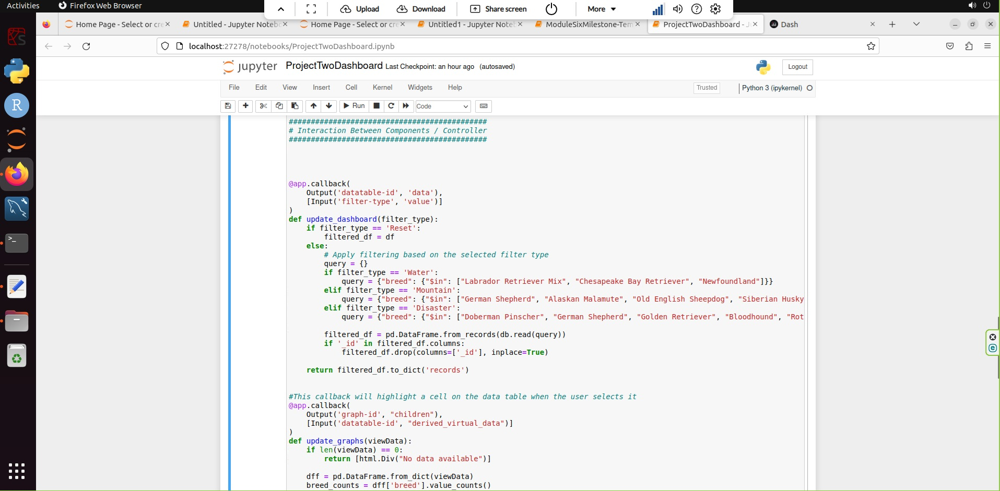 Activities Firefox Web Browser
Upload Download Share screen More
Home Page - Select or cre Untitled - Jupyter Notebo Home Page - Select or cre Untitled1 - Jupyter Noteb ModuleSixMilestone-Tem ProjectTwoDashboard - J Dash
localhost:27278/notebooks/ProjectTwoDashboard.ipynb
jupyter ProjectTwoDashboard Last Checkpoint: an hour ago (autosaved) Logout
File Edit View Insert Cell Kernel Widgets Help Trusted Python 3 (ipykernel)
Run Code
#############################################
# Interaction Between Components / Controller
#############################################
@app.callback(
    Output('datatable-id', 'data'),
    [Input('filter-type', 'value')]
)
def update_dashboard(filter_type):
    if filter_type == 'Reset':
        filtered_df = df
    else:
        # Apply filtering based on the selected filter type
        query = {}
        if filter_type == 'Water':
            query = {"breed": {"$in": ["Labrador Retriever Mix", "Chesapeake Bay Retriever", "Newfoundland"]}}
        elif filter_type == 'Mountain':
            query = {"breed": {"$in": ["German Shepherd", "Alaskan Malamute", "Old English Sheepdog", "Siberian Husky
        elif filter_type == 'Disaster':
            query = {"breed": {"$in": ["Doberman Pinscher", "German Shepherd", "Golden Retriever", "Bloodhound", "Rot
        filtered_df = pd.DataFrame.from_records(db.read(query))
        if '_id' in filtered_df.columns:
            filtered_df.drop(columns=['_id'], inplace=True)
    return filtered_df.to_dict('records')
#This callback will highlight a cell on the data table when the user selects it
@app.callback(
    Output('graph-id', "children"),
    [Input('datatable-id', "derived_virtual_data")]
)
def update_graphs(viewData):
    if len(viewData) == 0:
        return [html.Div("No data available")]
    dff = pd.DataFrame.from_dict(viewData)
    breed_counts = dff['breed'].value_counts()